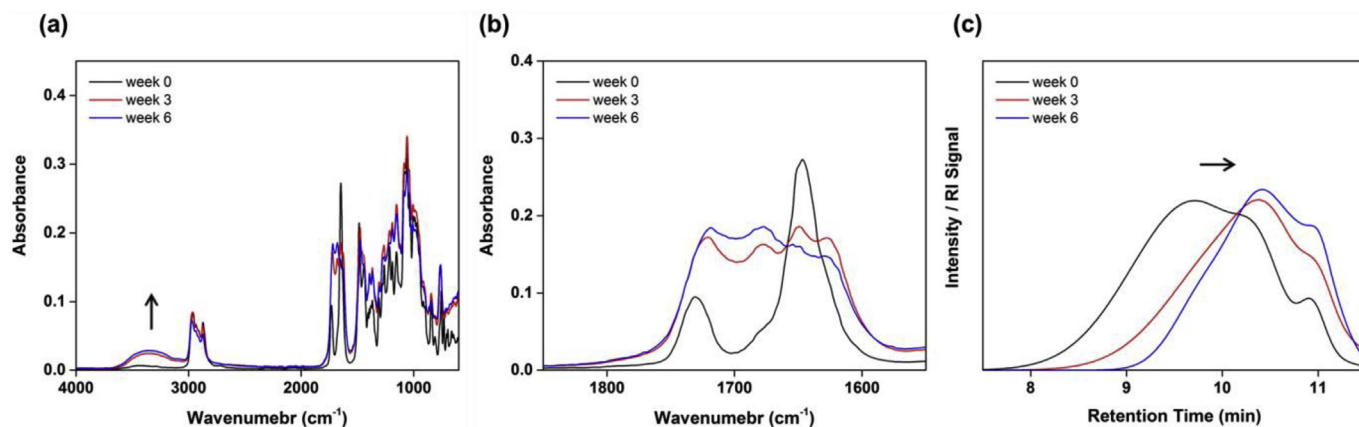 (a)
week 0
week 3
week 6
0.4
0.3
0.2
0.1
0.0
Absorbance
4000
3000
2000
1000
Wavenumebr (cm⁻¹)
(b)
week 0
week 3
week 6
0.4
0.3
0.2
0.1
0.0
Absorbance
1800
1700
1600
Wavenumebr (cm⁻¹)
(c)
week 0
week 3
week 6
Intensity / RI Signal
8
9
10
11
Retention Time (min)